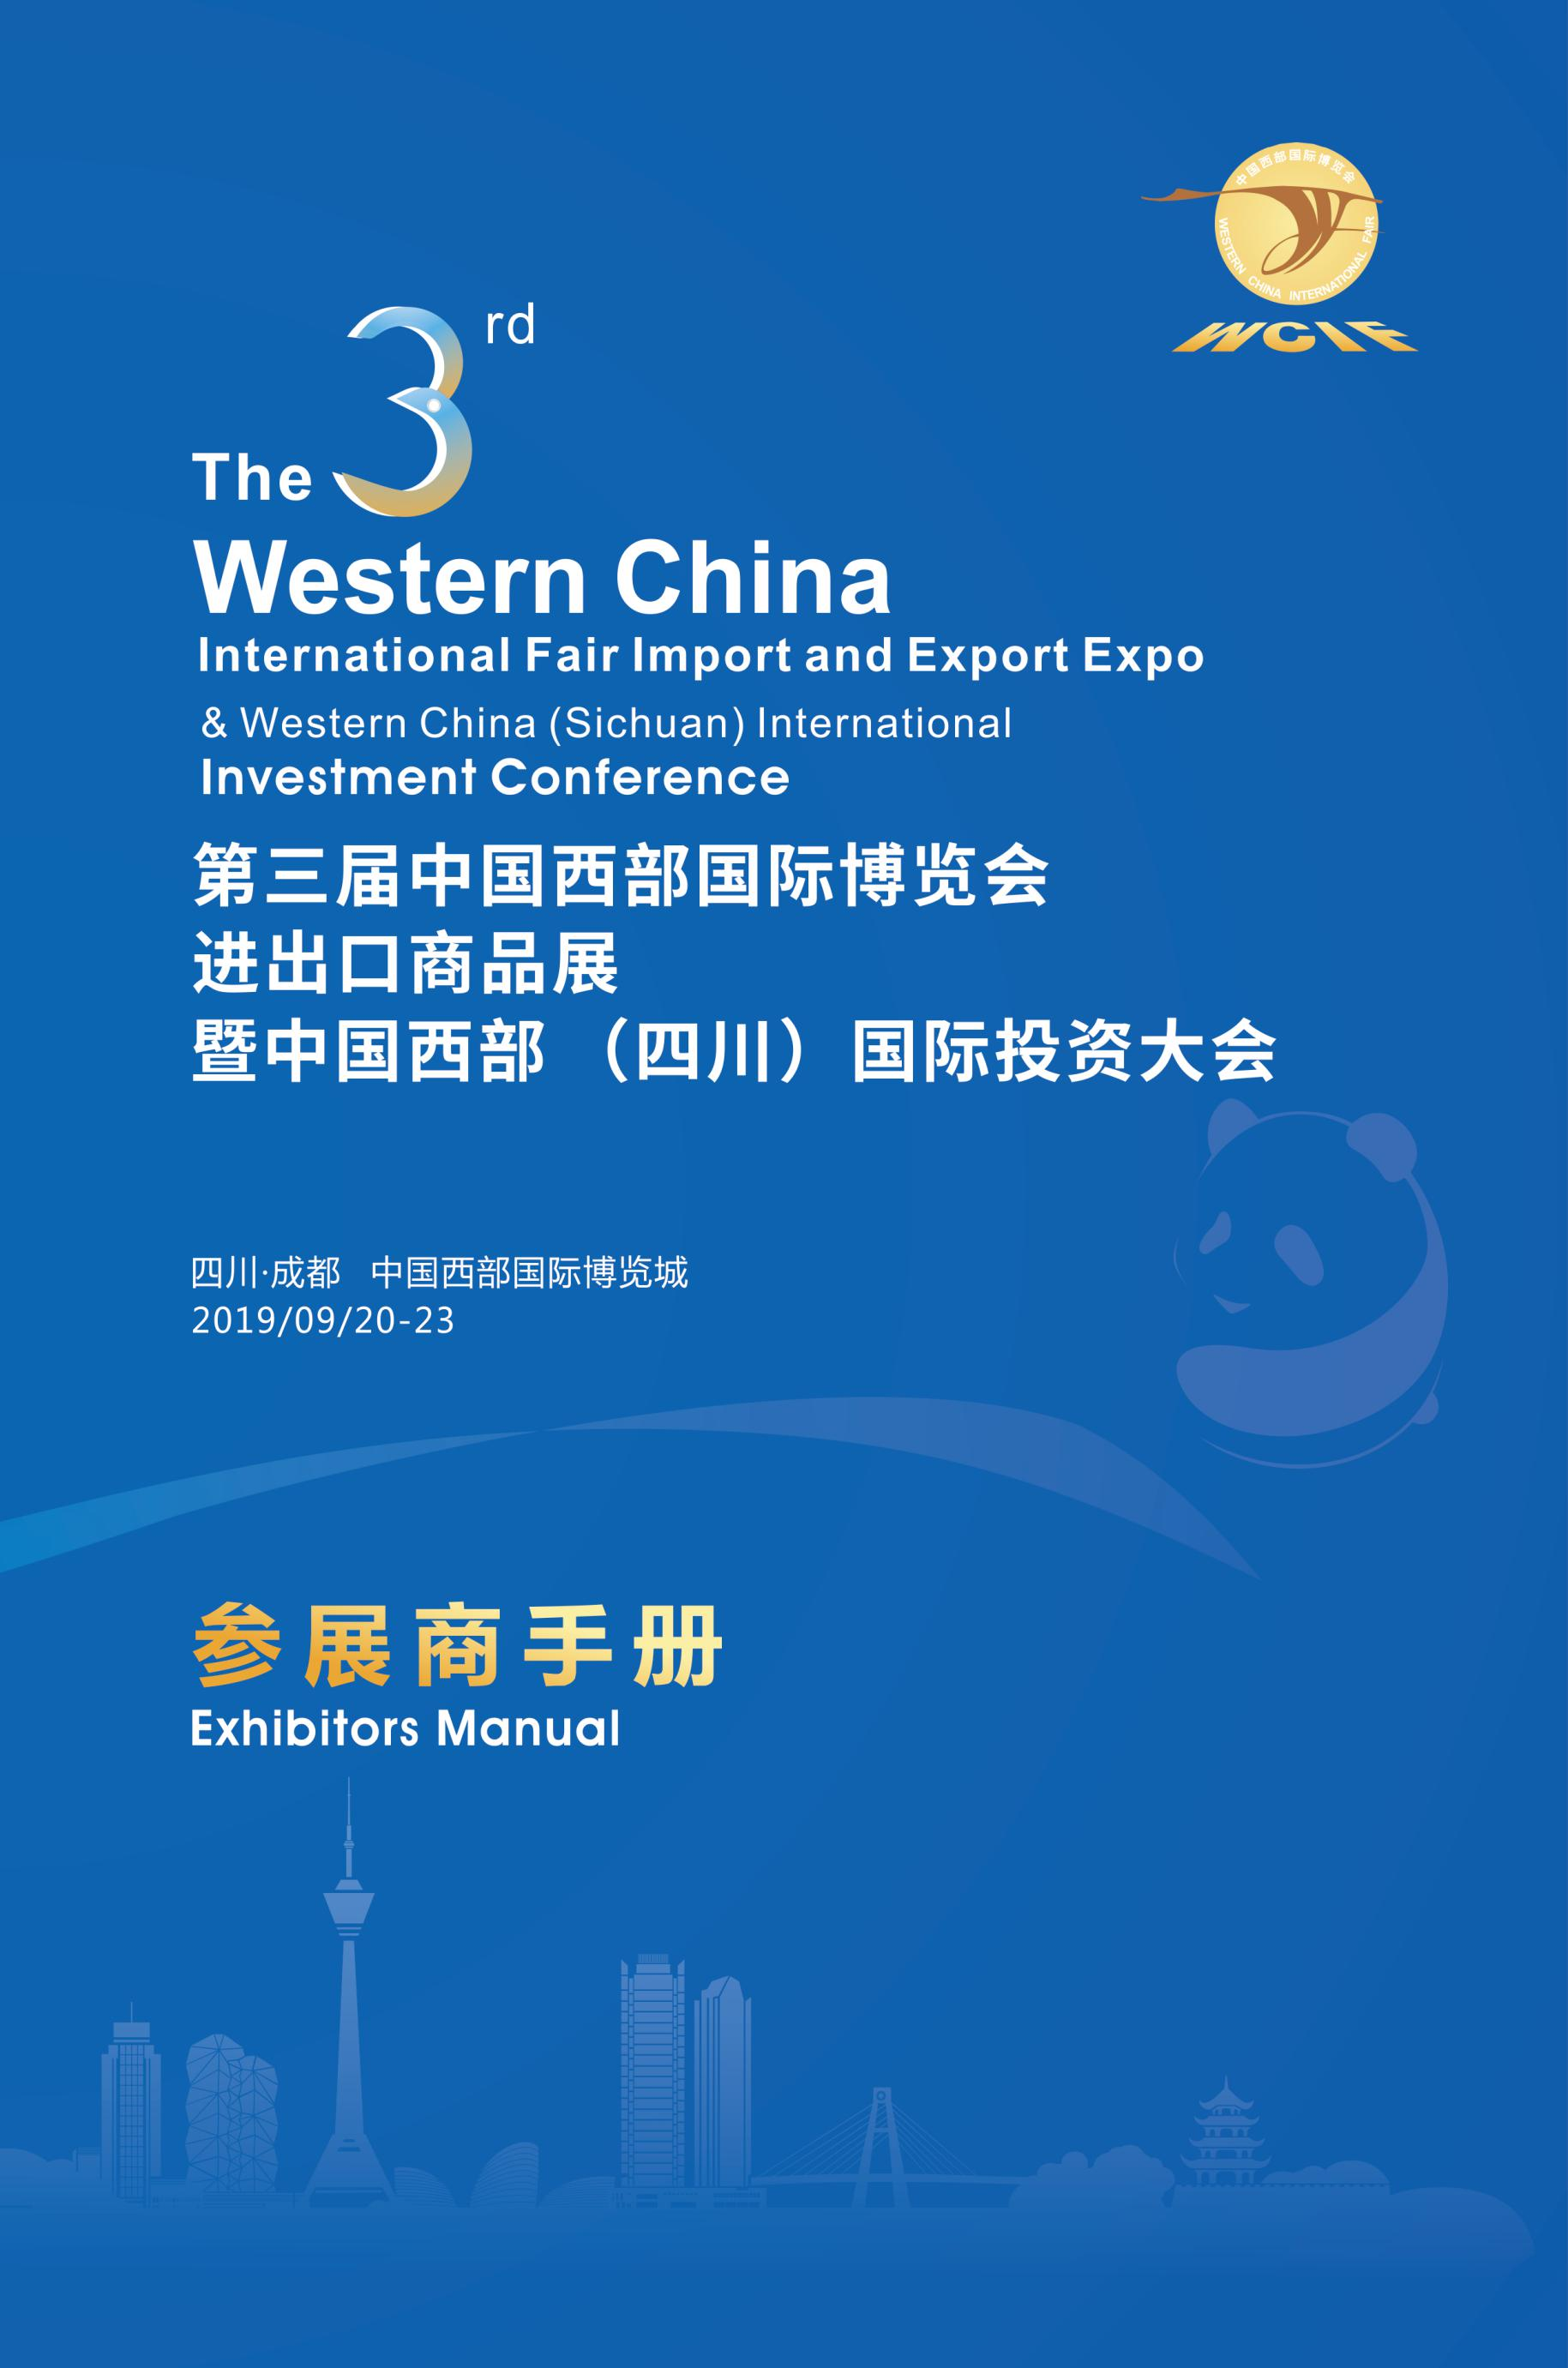 中国西部国际博览会
WESTERN CHINA INTERNATIONAL FAIR
WCIF
The 3rd
Western China
International Fair Import and Export Expo
& Western China (Sichuan) International
Investment Conference
第三届中国西部国际博览会
进出口商品展
暨中国西部（四川）国际投资大会
四川·成都 中国西部国际博览城
2019/09/20-23
参展商手册
Exhibitors Manual